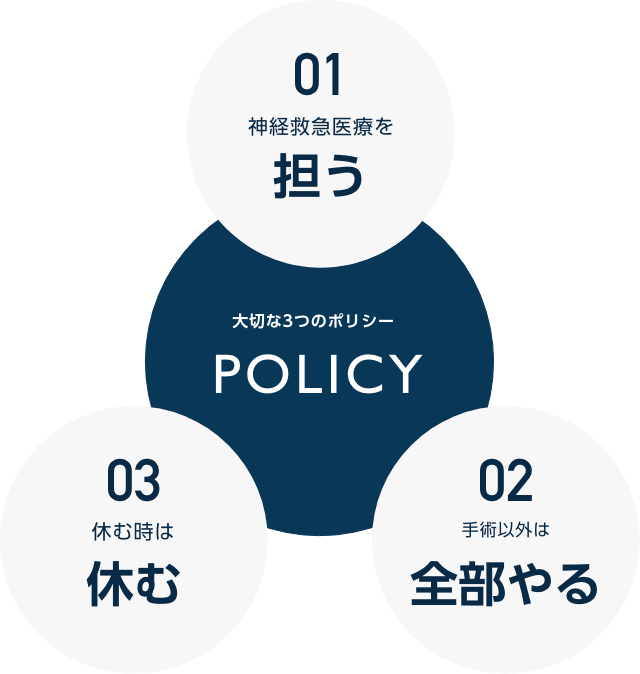 01
神経救急医療を
担う
大切な3つのポリシー
POLICY
02
手術以外は
全部やる
03
休む時は
休む